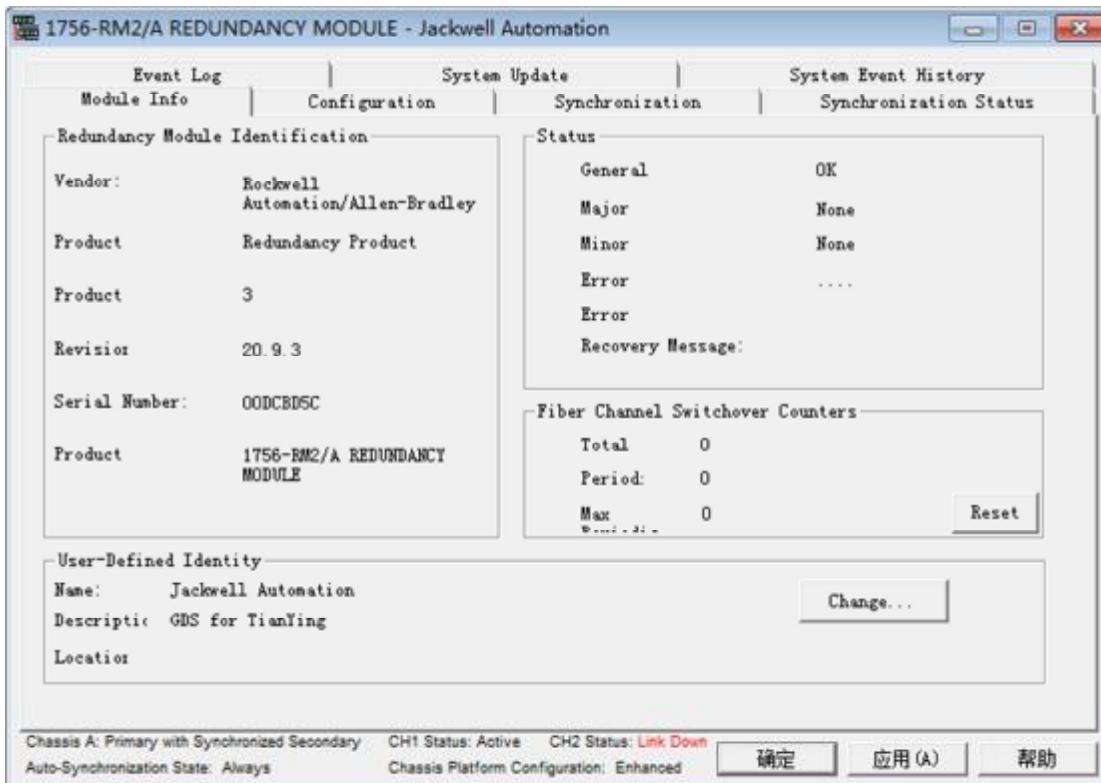 1756-RM2/A REDUNDANCY MODULE - Jackwell Automation
Event Log System Update System Event History
Module Info Configuration Synchronization Synchronization Status
Redundancy Module Identification
Vendor: Rockwell
Automation/Allen-Bradley
Product Redundancy Product
Product 3
Revision 20.9.3
Serial Number: 00DCBD5C
Product 1756-RM2/A REDUNDANCY
MODULE
Status
General OK
Major None
Minor None
Error ....
Error
Recovery Message:
Fiber Channel Switchover Counters
Total 0
Period: 0
Max 0
Reset
User-Defined Identity
Name: Jackwell Automation
Descriptic GDS for TianYing
Location
Change...
Chassis A: Primary with Synchronized Secondary CH1 Status: Active CH2 Status: Link Down
Auto-Synchronization State: Always Chassis Platform Configuration: Enhanced
确定 应用(A) 帮助